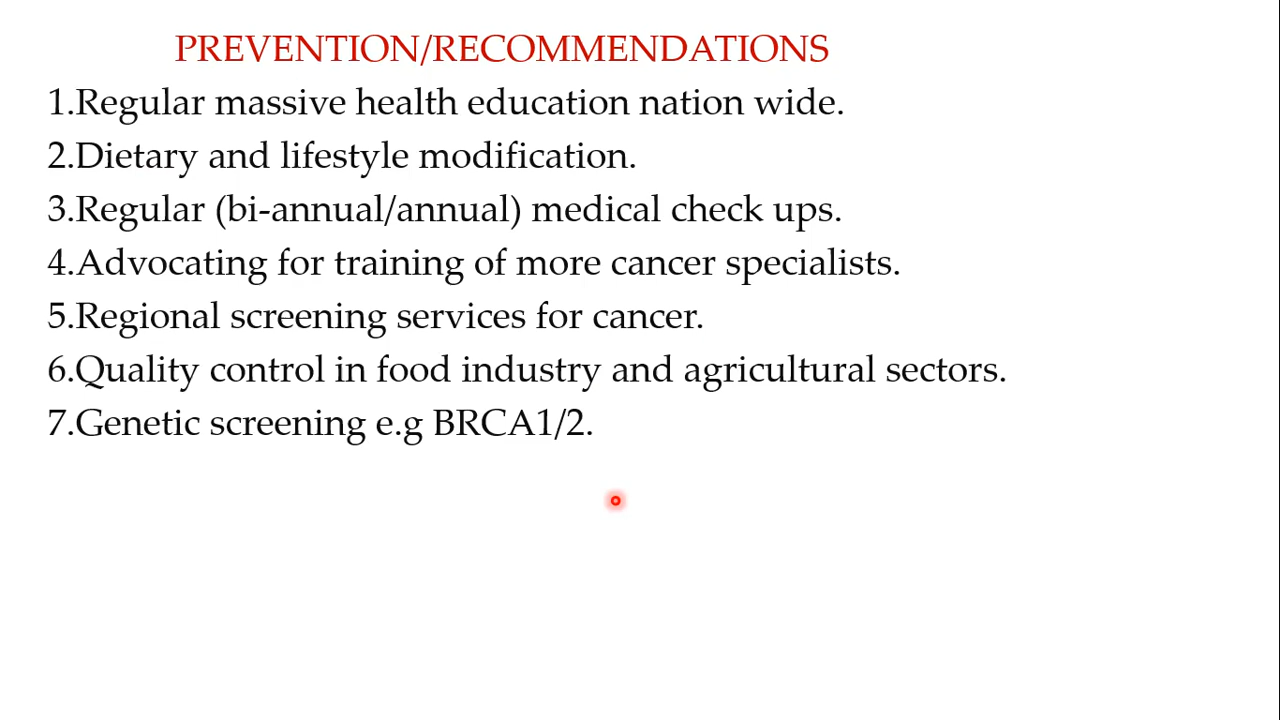 PREVENTION/RECOMMENDATIONS
1.Regular massive health education nation wide.
2.Dietary and lifestyle modification.
3.Regular (bi-annual/annual) medical check ups.
4.Advocating for training of more cancer specialists.
5.Regional screening services for cancer.
6.Quality control in food industry and agricultural sectors.
7.Genetic screening e.g BRCA1/2.